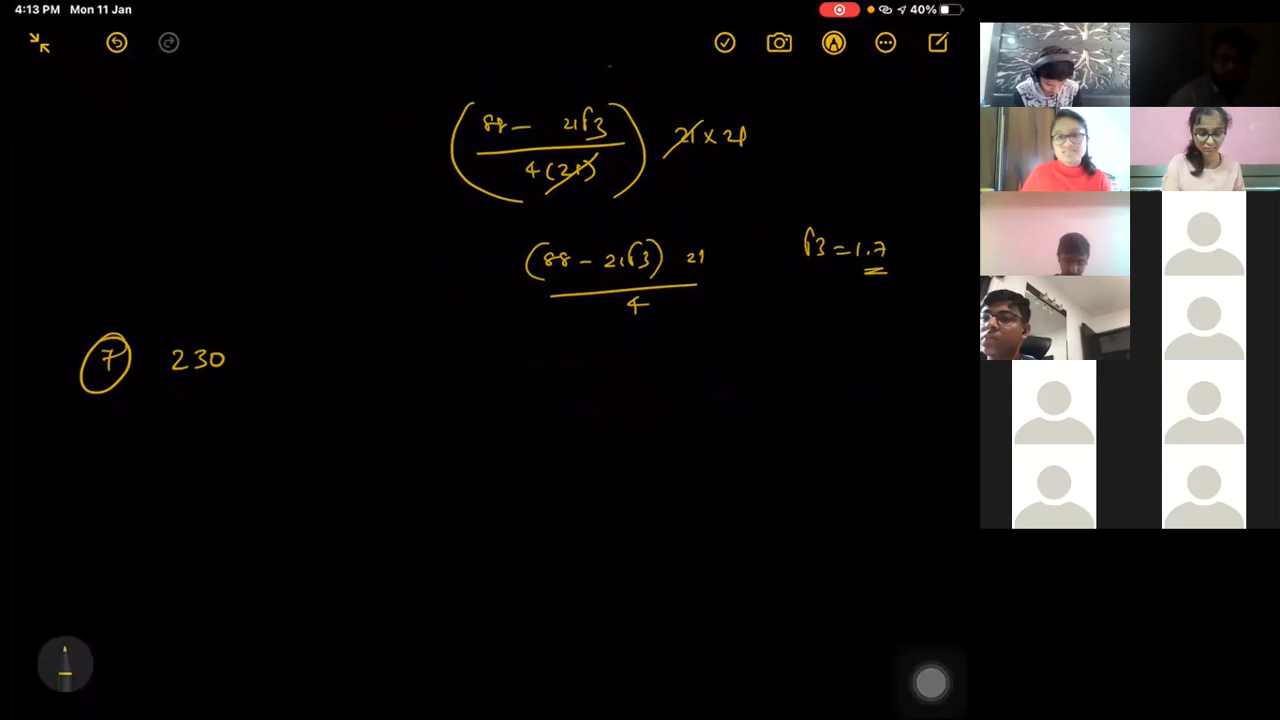 4:13 PM Mon 11 Jan
40%
(88 - 21√3 / 4(21)) 21 x 21
(88 - 21√3) 21 / 4
√3 = 1.7
7 230